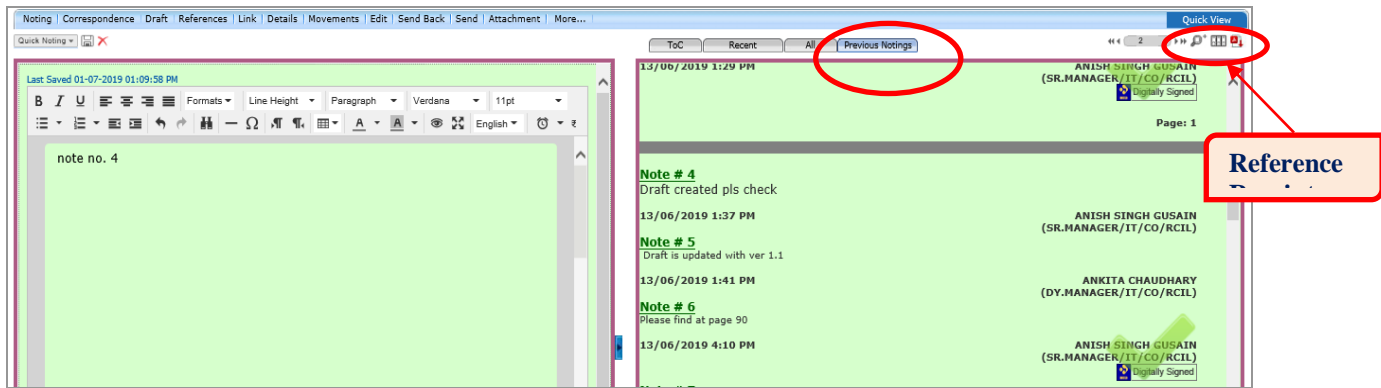 Noting | Correspondence | Draft | References | Link | Details | Movements | Edit | Send Back | Send | Attachment | More... |
Quick View
Quick Noting
ToC Recent All Previous Notings
2
Last Saved 01-07-2019 01:09:58 PM
B I U Formats Line Height Paragraph Verdana 11pt
Ω ¶ A A English ₹
note no. 4
13/06/2019 1:29 PM ANISH SINGH GUSAIN
(SR.MANAGER/IT/CO/RCIL)
Digitally Signed
Page: 1
Note # 4
Draft created pls check
13/06/2019 1:37 PM ANISH SINGH GUSAIN
(SR.MANAGER/IT/CO/RCIL)
Note # 5
Draft is updated with ver 1.1
13/06/2019 1:41 PM ANKITA CHAUDHARY
(DY.MANAGER/IT/CO/RCIL)
Note # 6
Please find at page 90
13/06/2019 4:10 PM ANISH SINGH GUSAIN
(SR.MANAGER/IT/CO/RCIL)
Digitally Signed
Reference